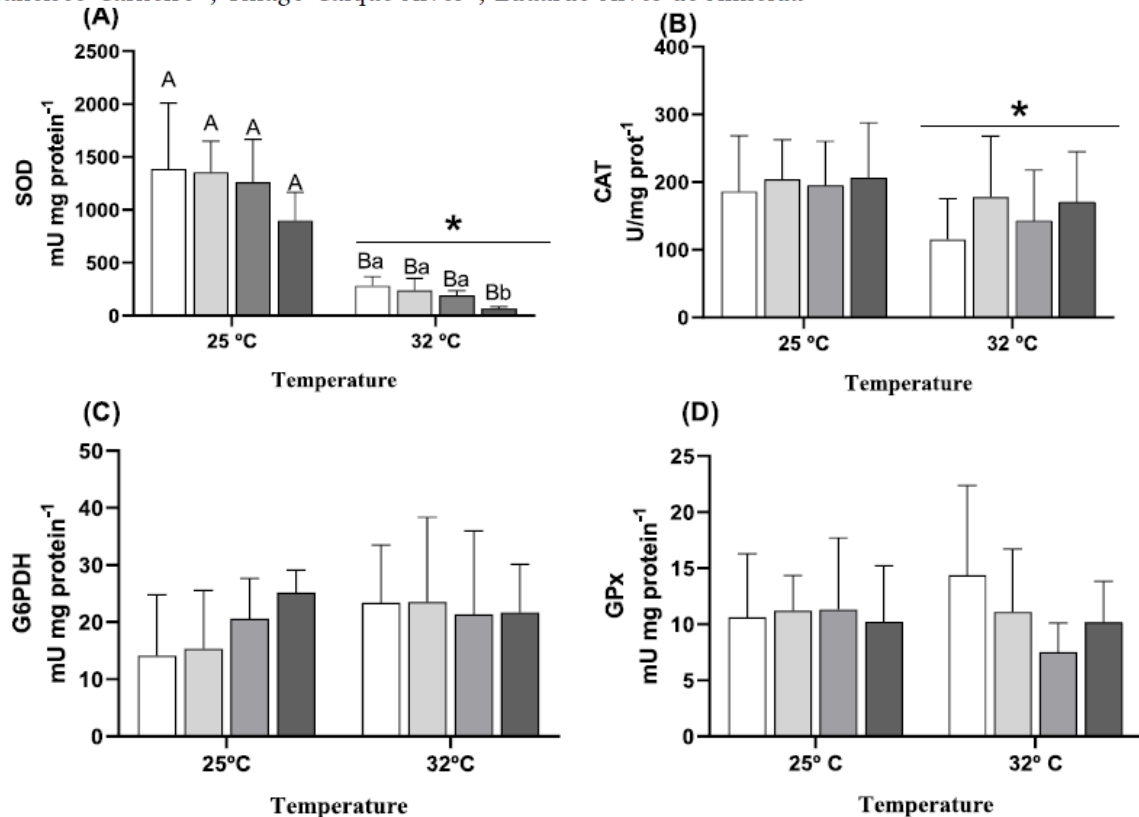 (A)
SOD
mU mg protein⁻¹
2500
2000
1500
1000
500
0
A
A
A
A
*
Ba
Ba
Ba
Bb
25 ºC
32 ºC
Temperature
(B)
CAT
U/mg prot⁻¹
400
300
200
100
0
*
25 ºC
32 ºC
Temperature
(C)
G6PDH
mU mg protein⁻¹
50
40
30
20
10
0
25ºC
32ºC
Temperature
(D)
GPx
mU mg protein⁻¹
25
20
15
10
5
0
25º C
32º C
Temperature